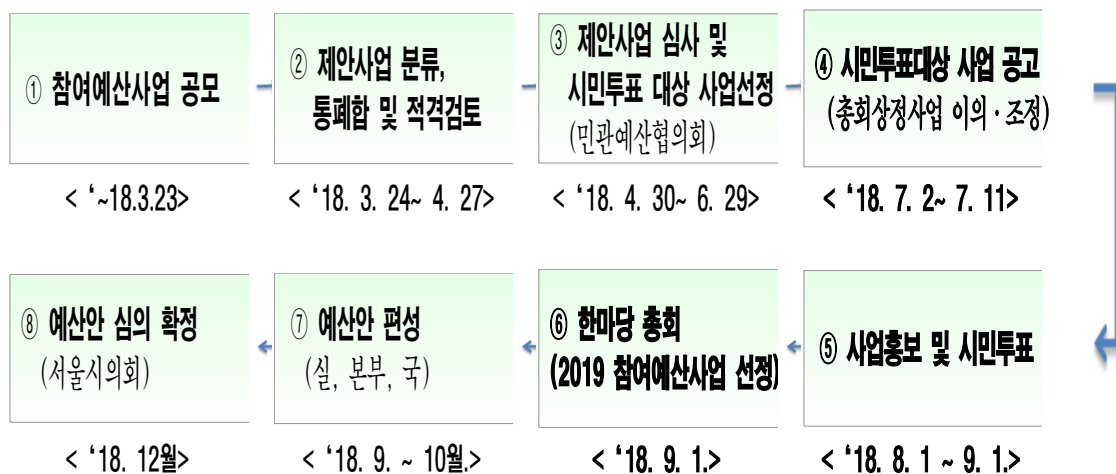 ① 참여예산사업 공모
< ‘~18.3.23>
② 제안사업 분류,
통폐합 및 적격검토
< ‘18. 3. 24~ 4. 27>
③ 제안사업 심사 및
시민투표 대상 사업선정
(민관예산협의회)
< ‘18. 4. 30~ 6. 29>
④ 시민투표대상 사업 공고
(총회상정사업 이의·조정)
< ‘18. 7. 2~ 7. 11>
⑤ 사업홍보 및 시민투표
< ‘18. 8. 1 ~ 9. 1.>
⑥ 한마당 총회
(2019 참여예산사업 선정)
< ‘18. 9. 1.>
⑦ 예산안 편성
(실, 본부, 국)
< ‘18. 9. ~ 10월.>
⑧ 예산안 심의 확정
(서울시의회)
< ‘18. 12월>